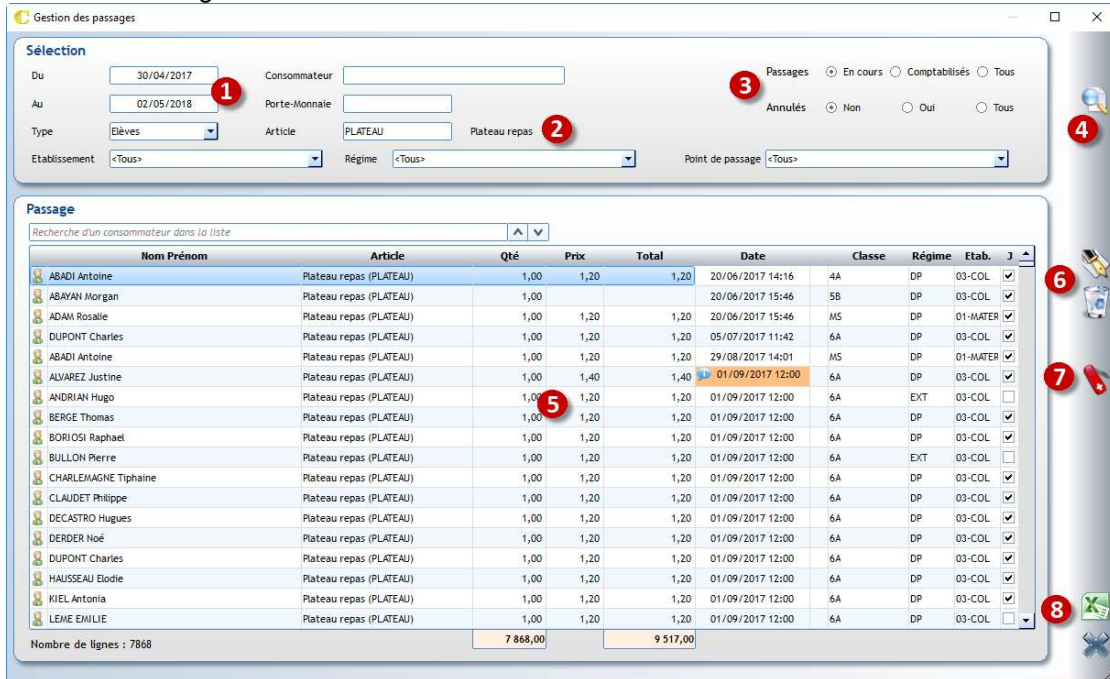 Gestion des passages
Sélection
Du 30/04/2017 Consommateur Passages En cours Comptabilisés Tous
1 3
Au 02/05/2018 Porte-Monnaie Annulés Non Oui Tous
4
Type Elèves Article PLATEAU Plateau repas 2
Etablissement <Tous> Régime <Tous> Point de passage <Tous>
Passage
Recherche d'un consommateur dans la liste
Nom Prénom Article Qté Prix Total Date Classe Régime Etab. J
ABADI Antoine Plateau repas (PLATEAU) 1,00 1,20 1,20 20/06/2017 14:16 4A DP 03-COL 6
ABAYAN Morgan Plateau repas (PLATEAU) 1,00 20/06/2017 15:46 5B DP 03-COL
ADAM Rosalie Plateau repas (PLATEAU) 1,00 1,20 1,20 20/06/2017 15:46 MS DP 01-MATER
DUPONT Charles Plateau repas (PLATEAU) 1,00 1,20 1,20 05/07/2017 11:42 6A DP 03-COL
ABADI Antoine Plateau repas (PLATEAU) 1,00 1,20 1,20 29/08/2017 14:01 MS DP 01-MATER
ALVAREZ Justine Plateau repas (PLATEAU) 1,00 1,40 1,40 01/09/2017 12:00 6A DP 03-COL 7
ANDRIAN Hugo Plateau repas (PLATEAU) 1,00 5 1,20 1,20 01/09/2017 12:00 6A EXT 03-COL
BERGE Thomas Plateau repas (PLATEAU) 1,00 1,20 1,20 01/09/2017 12:00 6A DP 03-COL
BORIOSI Raphael Plateau repas (PLATEAU) 1,00 1,20 1,20 01/09/2017 12:00 6A DP 03-COL
BULLON Pierre Plateau repas (PLATEAU) 1,00 1,20 1,20 01/09/2017 12:00 6A EXT 03-COL
CHARLEMAGNE Tiphaine Plateau repas (PLATEAU) 1,00 1,20 1,20 01/09/2017 12:00 6A DP 03-COL
CLAUDET Philippe Plateau repas (PLATEAU) 1,00 1,20 1,20 01/09/2017 12:00 6A DP 03-COL
DECASTRO Hugues Plateau repas (PLATEAU) 1,00 1,20 1,20 01/09/2017 12:00 6A DP 03-COL
DERDER Noé Plateau repas (PLATEAU) 1,00 1,20 1,20 01/09/2017 12:00 6A DP 03-COL
DUPONT Charles Plateau repas (PLATEAU) 1,00 1,20 1,20 01/09/2017 12:00 6A DP 03-COL
HAUSSEAU Elodie Plateau repas (PLATEAU) 1,00 1,20 1,20 01/09/2017 12:00 6A DP 03-COL
KIEL Antonia Plateau repas (PLATEAU) 1,00 1,20 1,20 01/09/2017 12:00 6A DP 03-COL
LEME EMILIE Plateau repas (PLATEAU) 1,00 1,20 1,20 01/09/2017 12:00 6A DP 03-COL 8
Nombre de lignes : 7868 7 868,00 9 517,00